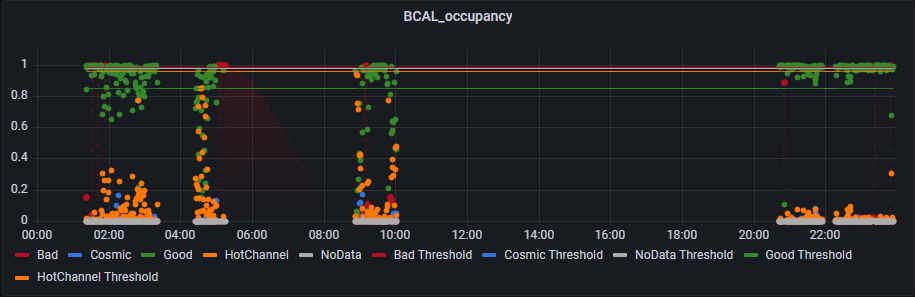 BCAL_occupancy
1
0.8
0.6
0.4
0.2
0
00:00 02:00 04:00 06:00 08:00 10:00 12:00 14:00 16:00 18:00 20:00 22:00
Bad Cosmic Good HotChannel NoData Bad Threshold Cosmic Threshold NoData Threshold Good Threshold
HotChannel Threshold